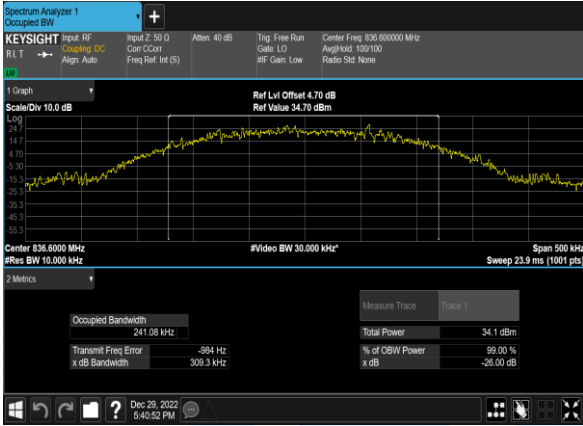 Spectrum Analyzer 1
Occupied BW
+
KEYSIGHT Input: RF Input Z: 50 Ω Atten: 40 dB Trig: Free Run Center Freq: 836.600000 MHz
RLT Coupling: DC Corr CCorr Gate: LO Avg|Hold: 100/100
Align: Auto Freq Ref: Int (S) #IF Gain: Low Radio Std: None
1 Graph Ref Lvl Offset 4.70 dB
Scale/Div 10.0 dB Ref Value 34.70 dBm
Log
24.7
14.7
4.70
-5.30
-15.3
-25.3
-35.3
-45.3
-55.3
Center 836.6000 MHz #Video BW 30.000 kHz* Span 500 kHz
#Res BW 10.000 kHz Sweep 23.9 ms (1001 pts)
2 Metrics
Measure Trace Trace 1
Occupied Bandwidth
241.08 kHz Total Power 34.1 dBm
Transmit Freq Error -984 Hz % of OBW Power 99.00 %
x dB Bandwidth 309.3 kHz x dB -26.00 dB
? Dec 29, 2022
5:40:52 PM